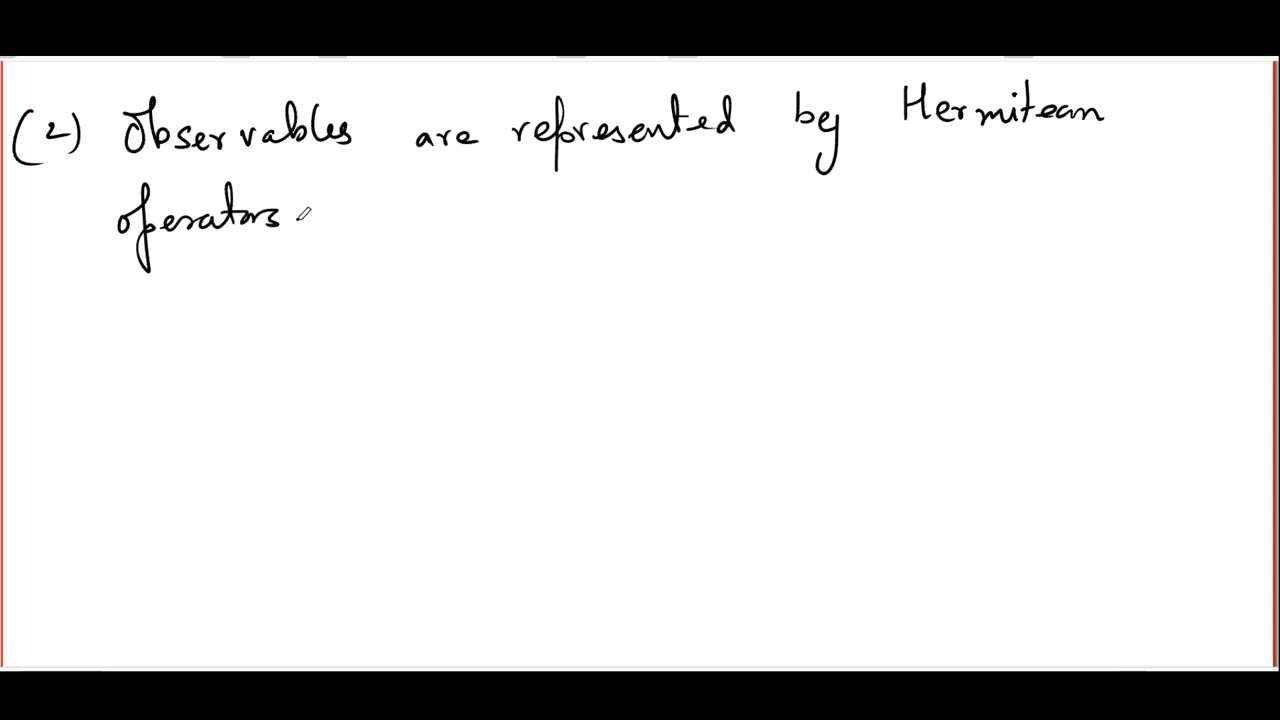 (2) Observables are represented by Hermitean
operators.